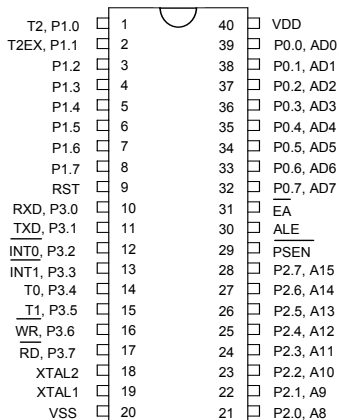 T2, P1.0 1 40 VDD
T2EX, P1.1 2 39 P0.0, AD0
P1.2 3 38 P0.1, AD1
P1.3 4 37 P0.2, AD2
P1.4 5 36 P0.3, AD3
P1.5 6 35 P0.4, AD4
P1.6 7 34 P0.5, AD5
P1.7 8 33 P0.6, AD6
RST 9 32 P0.7, AD7
RXD, P3.0 10 31 EA
TXD, P3.1 11 30 ALE
INT0, P3.2 12 29 PSEN
INT1, P3.3 13 28 P2.7, A15
T0, P3.4 14 27 P2.6, A14
T1, P3.5 15 26 P2.5, A13
WR, P3.6 16 25 P2.4, A12
RD, P3.7 17 24 P2.3, A11
XTAL2 18 23 P2.2, A10
XTAL1 19 22 P2.1, A9
VSS 20 21 P2.0, A8